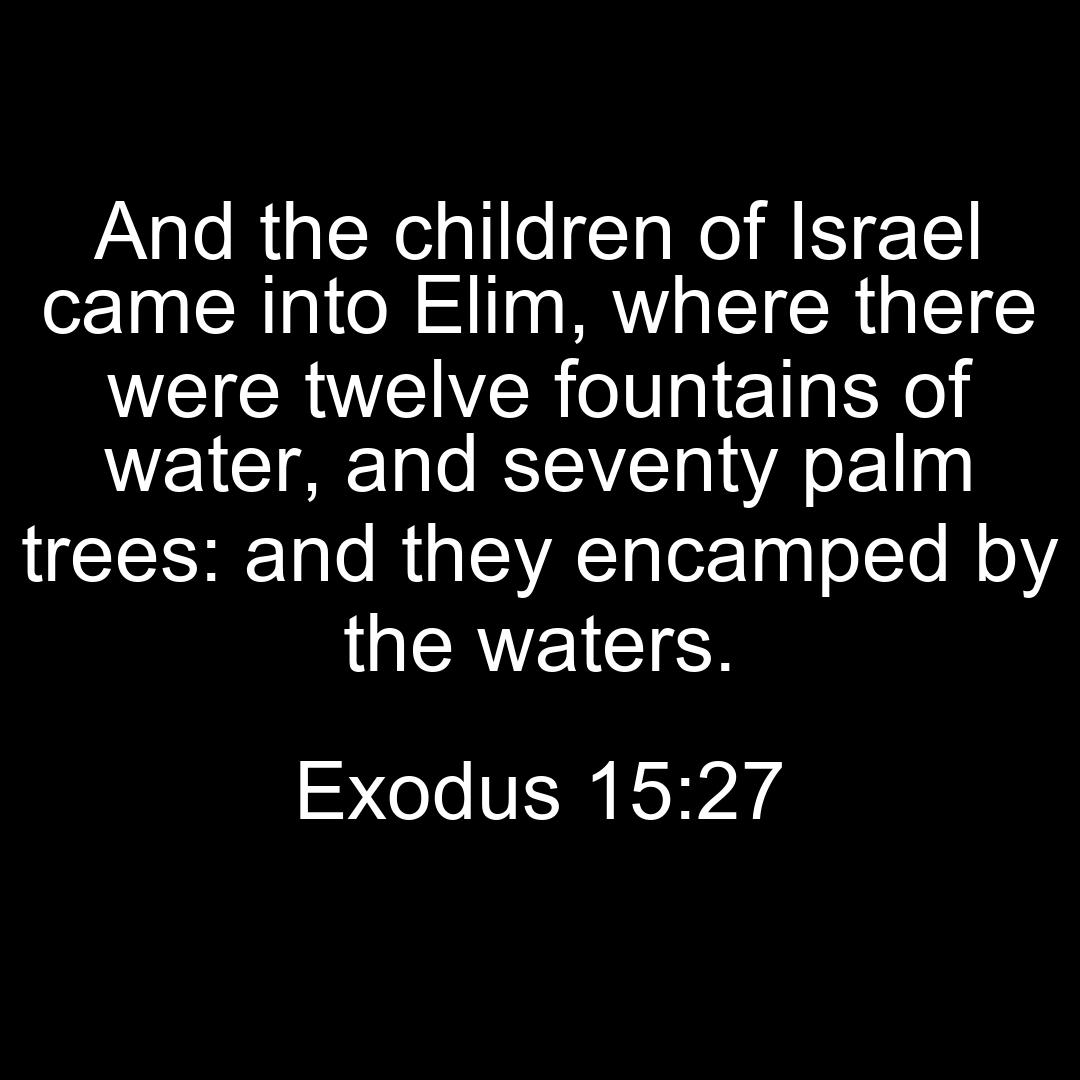 And the children of Israel
came into Elim, where there
were twelve fountains of
water, and seventy palm
trees: and they encamped by
the waters.
Exodus 15:27